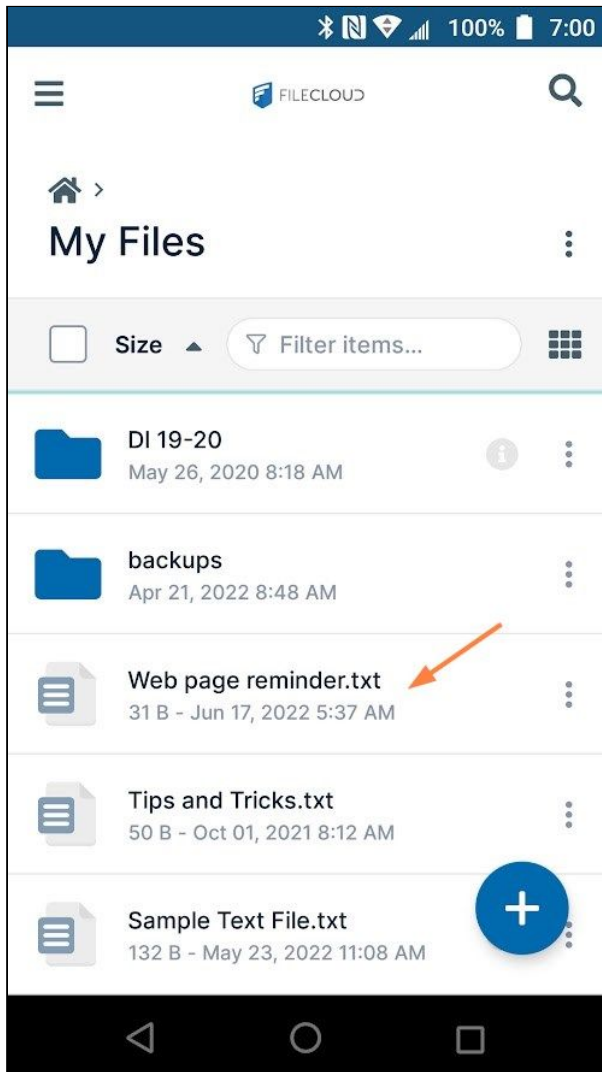 100% 7:00
FILECLOUD
My Files
Size Filter items...
DI 19-20
May 26, 2020 8:18 AM
backups
Apr 21, 2022 8:48 AM
Web page reminder.txt
31 B - Jun 17, 2022 5:37 AM
Tips and Tricks.txt
50 B - Oct 01, 2021 8:12 AM
Sample Text File.txt
132 B - May 23, 2022 11:08 AM